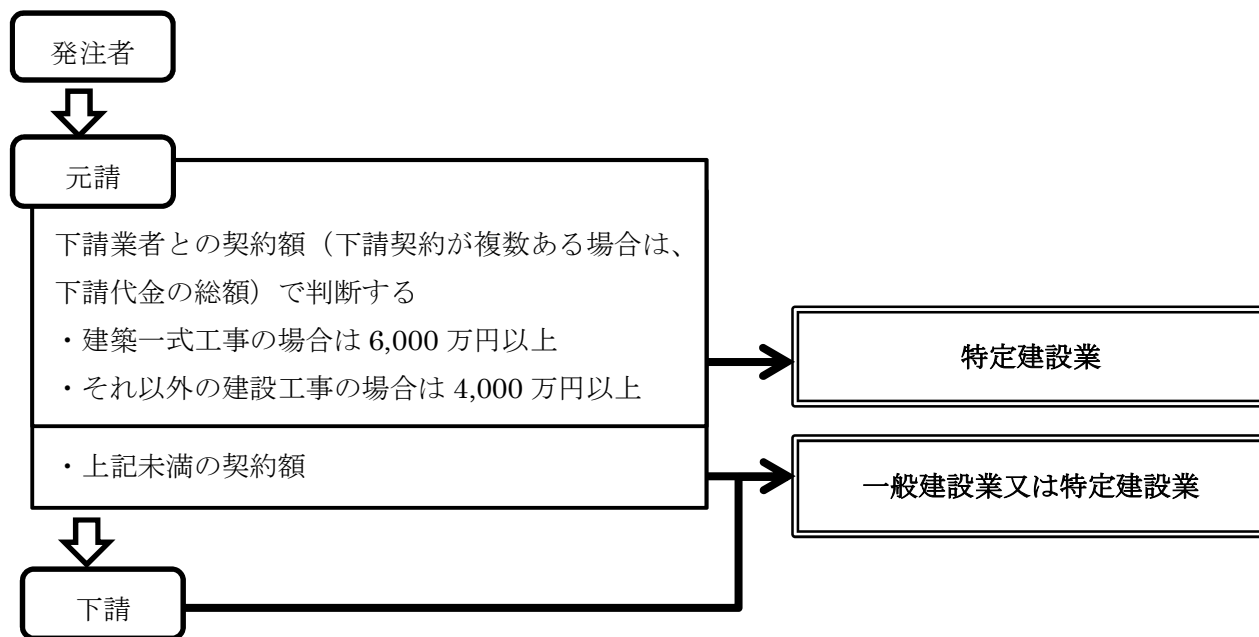 発注者
元請
下請業者との契約額（下請契約が複数ある場合は、
下請代金の総額）で判断する
・建築一式工事の場合は 6,000 万円以上
・それ以外の建設工事の場合は 4,000 万円以上
特定建設業
・上記未満の契約額
一般建設業又は特定建設業
下請